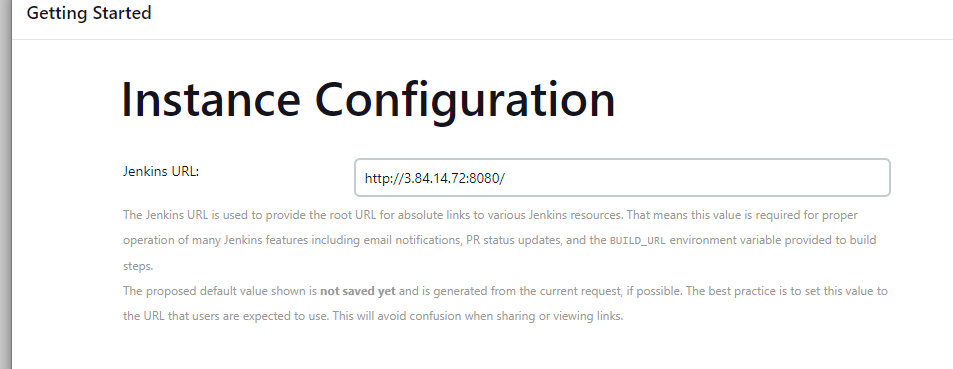 Getting Started
Instance Configuration
Jenkins URL:
http://3.84.14.72:8080/
The Jenkins URL is used to provide the root URL for absolute links to various Jenkins resources. That means this value is required for proper
operation of many Jenkins features including email notifications, PR status updates, and the BUILD_URL environment variable provided to build
steps.
The proposed default value shown is not saved yet and is generated from the current request, if possible. The best practice is to set this value to
the URL that users are expected to use. This will avoid confusion when sharing or viewing links.